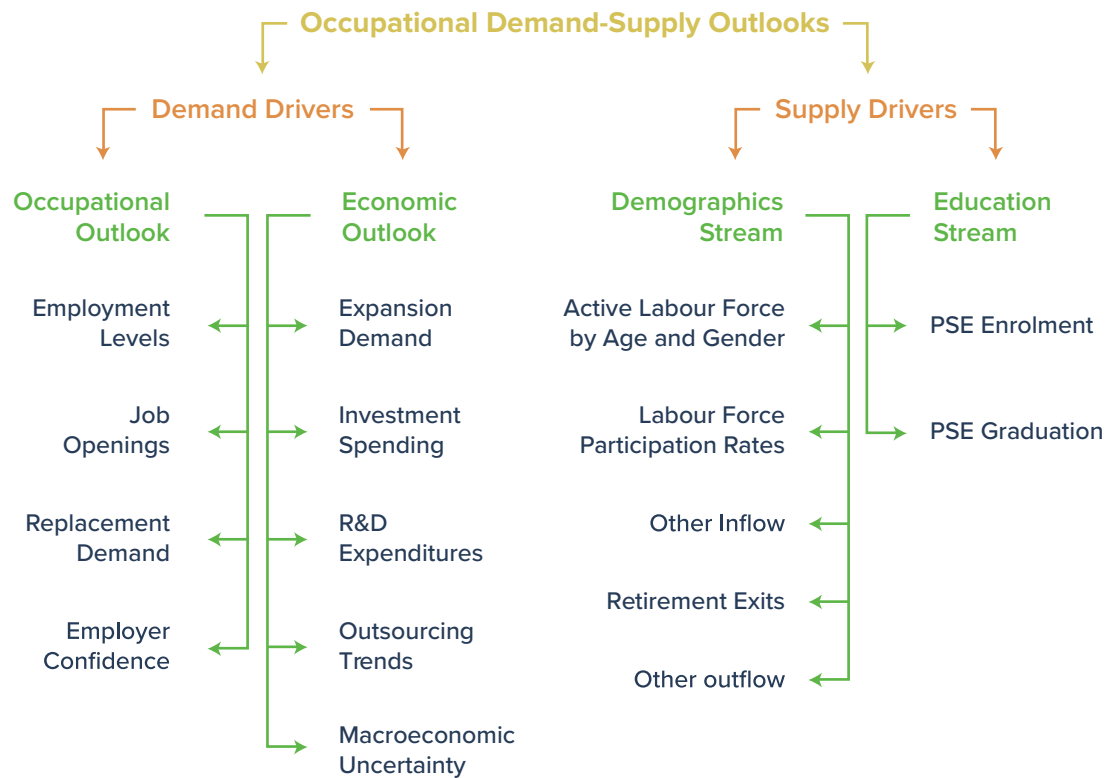 Occupational Demand-Supply Outlooks
Demand Drivers
Supply Drivers
Occupational
Outlook
Economic
Outlook
Demographics
Stream
Education
Stream
Employment
Levels
Expansion
Demand
Active Labour Force
by Age and Gender
PSE Enrolment
Job
Openings
Investment
Spending
Labour Force
Participation Rates
PSE Graduation
Replacement
Demand
R&D
Expenditures
Other Inflow
Retirement Exits
Employer
Confidence
Outsourcing
Trends
Other outflow
Macroeconomic
Uncertainty